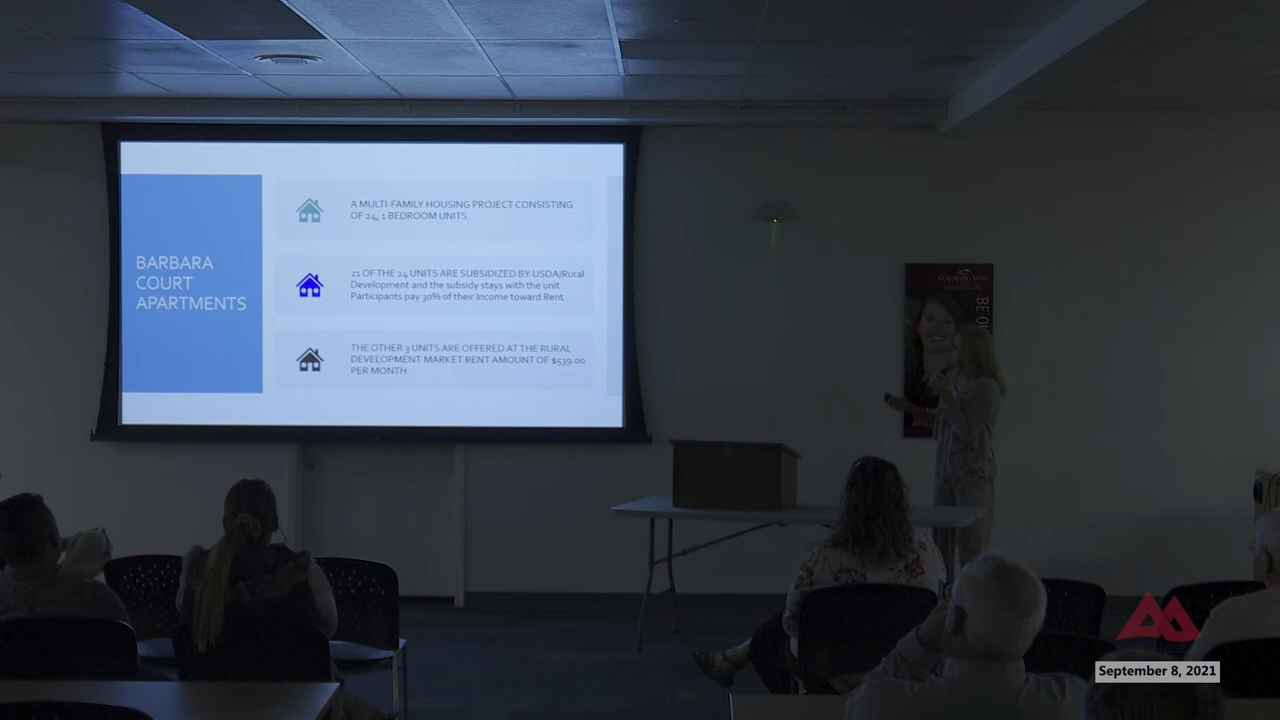 BARBARA
COURT
APARTMENTS
A MULTI-FAMILY HOUSING PROJECT CONSISTING
OF 24, 1 BEDROOM UNITS.
21 OF THE 24 UNITS ARE SUBSIDIZED BY USDA/Rural
Development and the subsidy stays with the unit
Participants pay 30% of their Income toward Rent
THE OTHER 3 UNITS ARE OFFERED AT THE RURAL
DEVELOPMENT MARKET RENT AMOUNT OF $539.00
PER MONTH
COLORADO MESA
BE
September 8, 2021